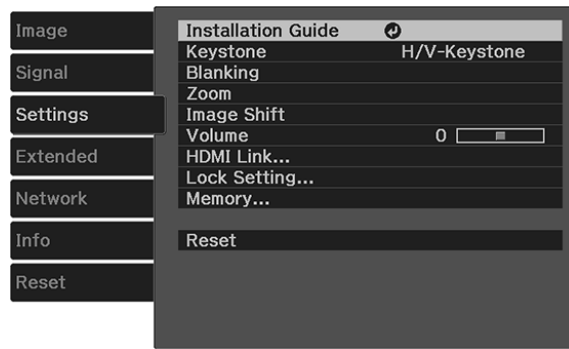 Image
Signal
Settings
Extended
Network
Info
Reset
Installation Guide
Keystone H/V-Keystone
Blanking
Zoom
Image Shift
Volume 0
HDMI Link...
Lock Setting...
Memory...
Reset